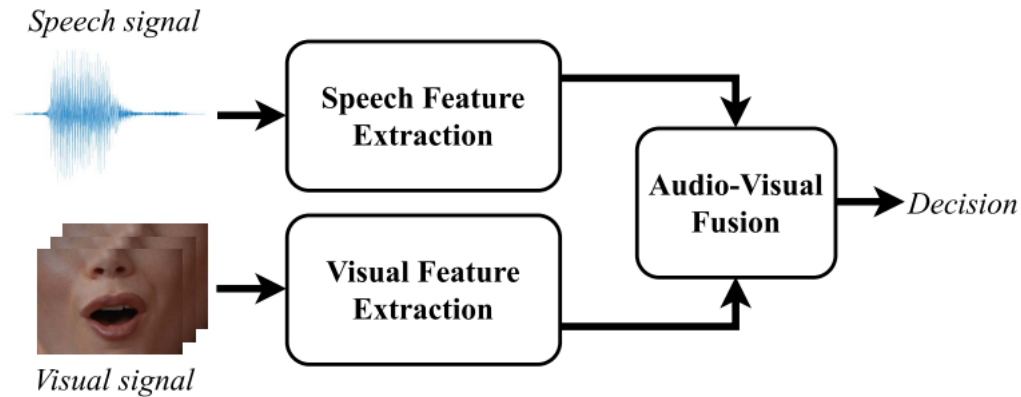 Speech signal
Speech Feature
Extraction
Audio-Visual
Fusion
Decision
Visual Feature
Extraction
Visual signal